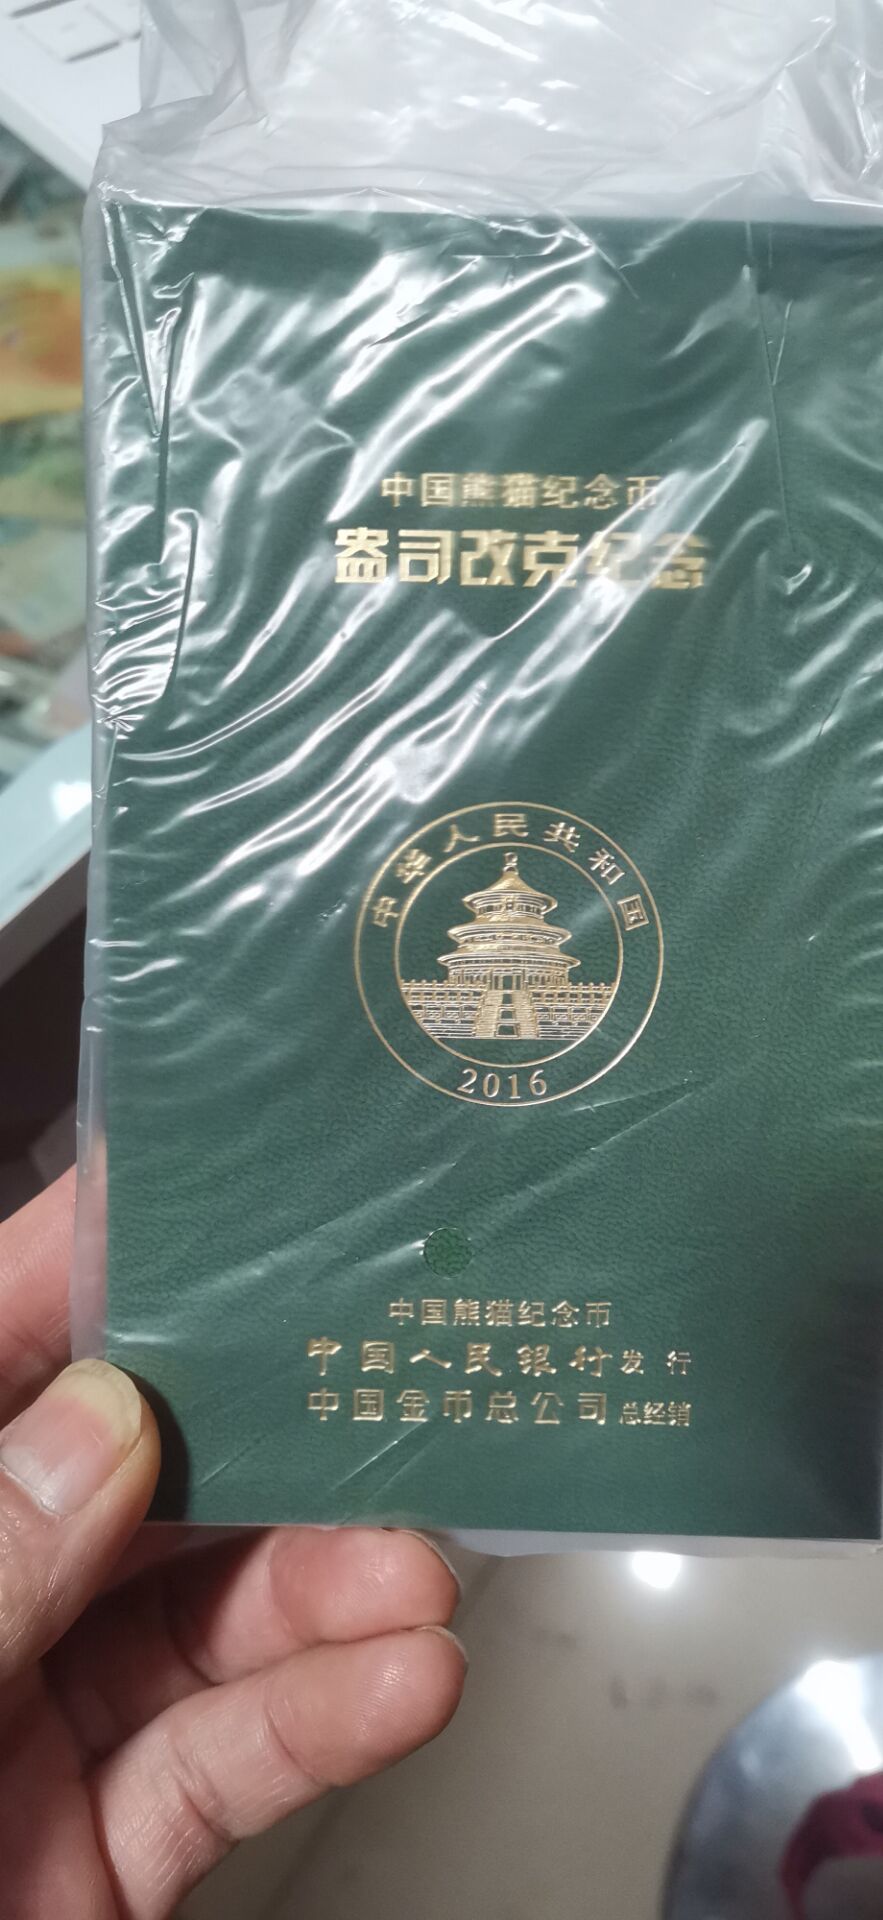 中国熊猫纪念币
盎司改克纪念
中华人民共和国
2016
中国熊猫纪念币
中国人民银行发行
中国金币总公司总经销